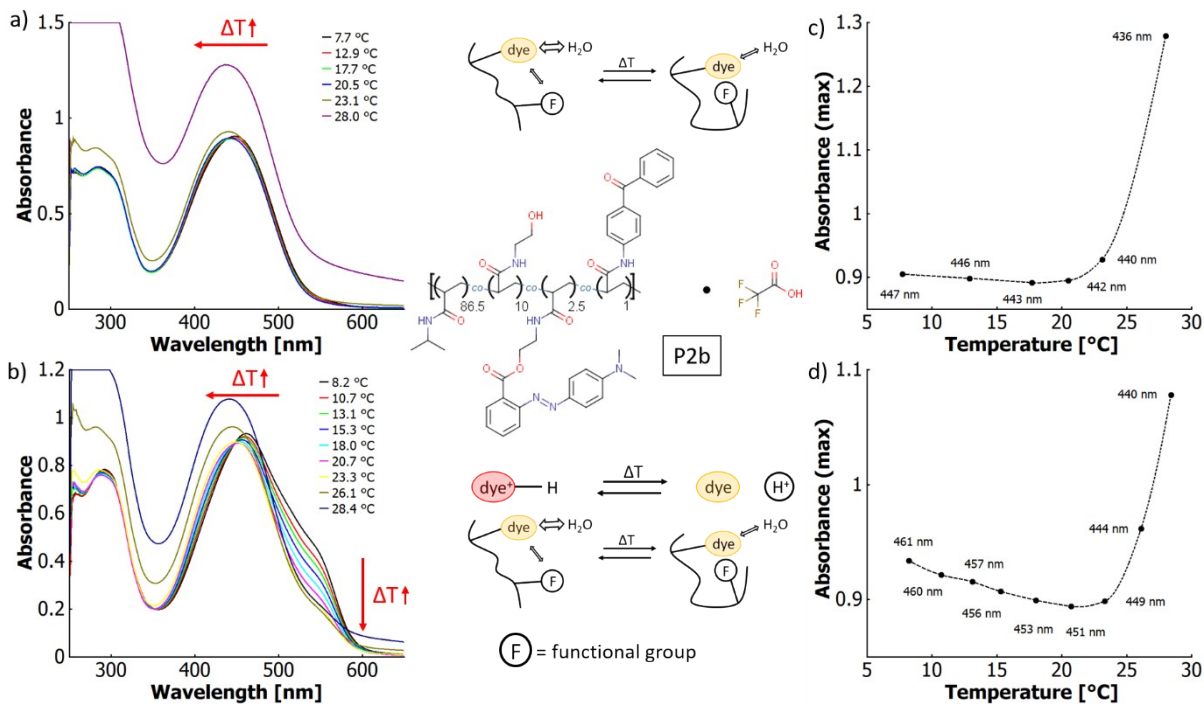 a)
Absorbance
1.5
1
0.5
0
300
400
500
600
Wavelength [nm]
ΔT↑
7.7 °C
12.9 °C
17.7 °C
20.5 °C
23.1 °C
28.0 °C
dye
H₂O
F
ΔT
dye
H₂O
F
O
OH
O
NH
O
NH
[
co
co
co
]
86.5
10
2.5
1
HN
O
HN
O
O
O
N
N
N
•
F
F
F
O
OH
P2b
c)
Absorbance (max)
1.3
1.2
1.1
1
0.9
5
10
15
20
25
30
Temperature [°C]
447 nm
446 nm
443 nm
442 nm
440 nm
436 nm
b)
Absorbance
1.2
1
0.8
0.6
0.4
0.2
0
300
400
500
600
Wavelength [nm]
ΔT↑
ΔT↑
8.2 °C
10.7 °C
13.1 °C
15.3 °C
18.0 °C
20.7 °C
23.3 °C
26.1 °C
28.4 °C
dye⁺
H
ΔT
dye
H⁺
dye
H₂O
F
ΔT
dye
H₂O
F
F = functional group
d)
Absorbance (max)
1.1
1
0.9
5
10
15
20
25
30
Temperature [°C]
461 nm
460 nm
457 nm
456 nm
453 nm
451 nm
449 nm
444 nm
440 nm